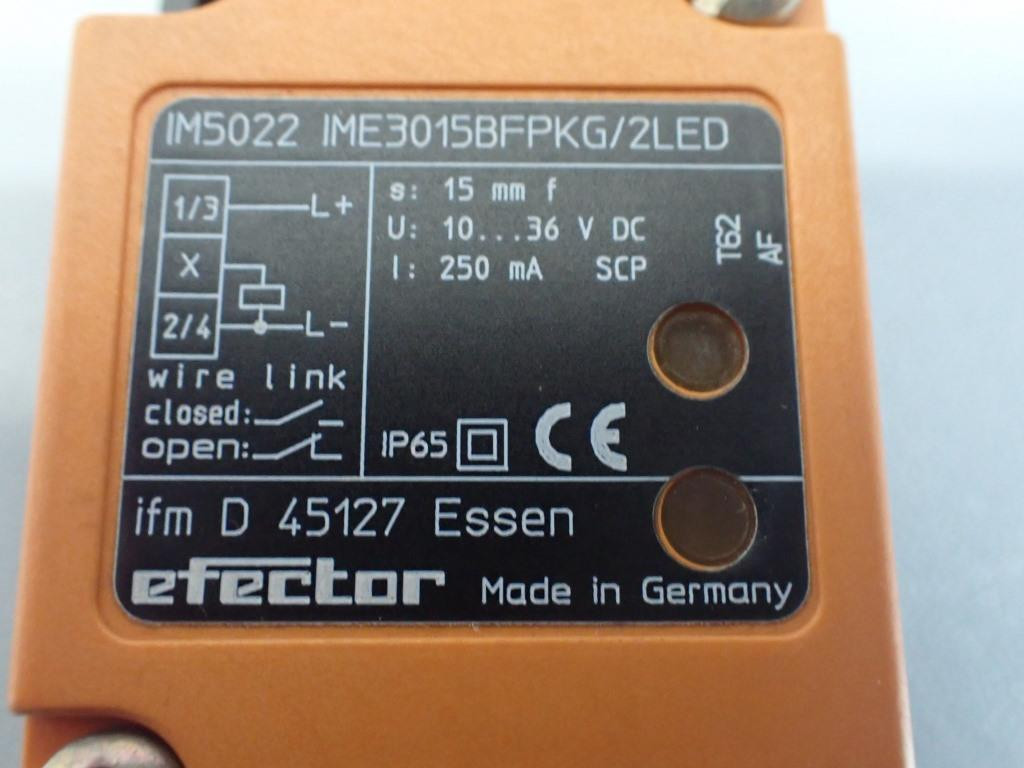 IM5022 IME3015BFPKG/2LED
1/3 L+
X
2/4 L-
wire link
closed:
open:
s: 15 mm f
U: 10...36 V DC
I: 250 mA SCP
T62
AF
IP65 CE
ifm D 45127 Essen
efector Made in Germany